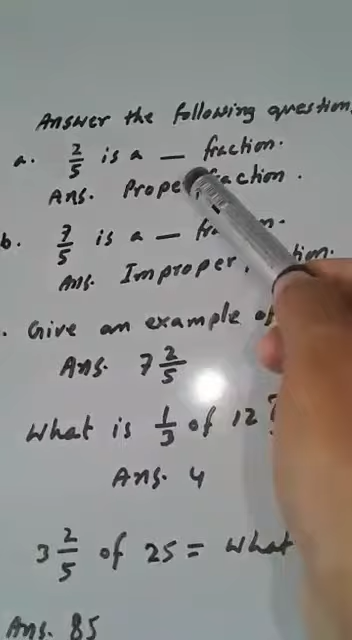 Answer the following question
a. 2/5 is a — fraction.
Ans. Proper fraction.
b. 7/5 is a —
Ans. Improper
Give an example of
Ans. 7 2/5
What is 1/3 of 12?
Ans. 4
3 2/5 of 25 = What
Ans. 85